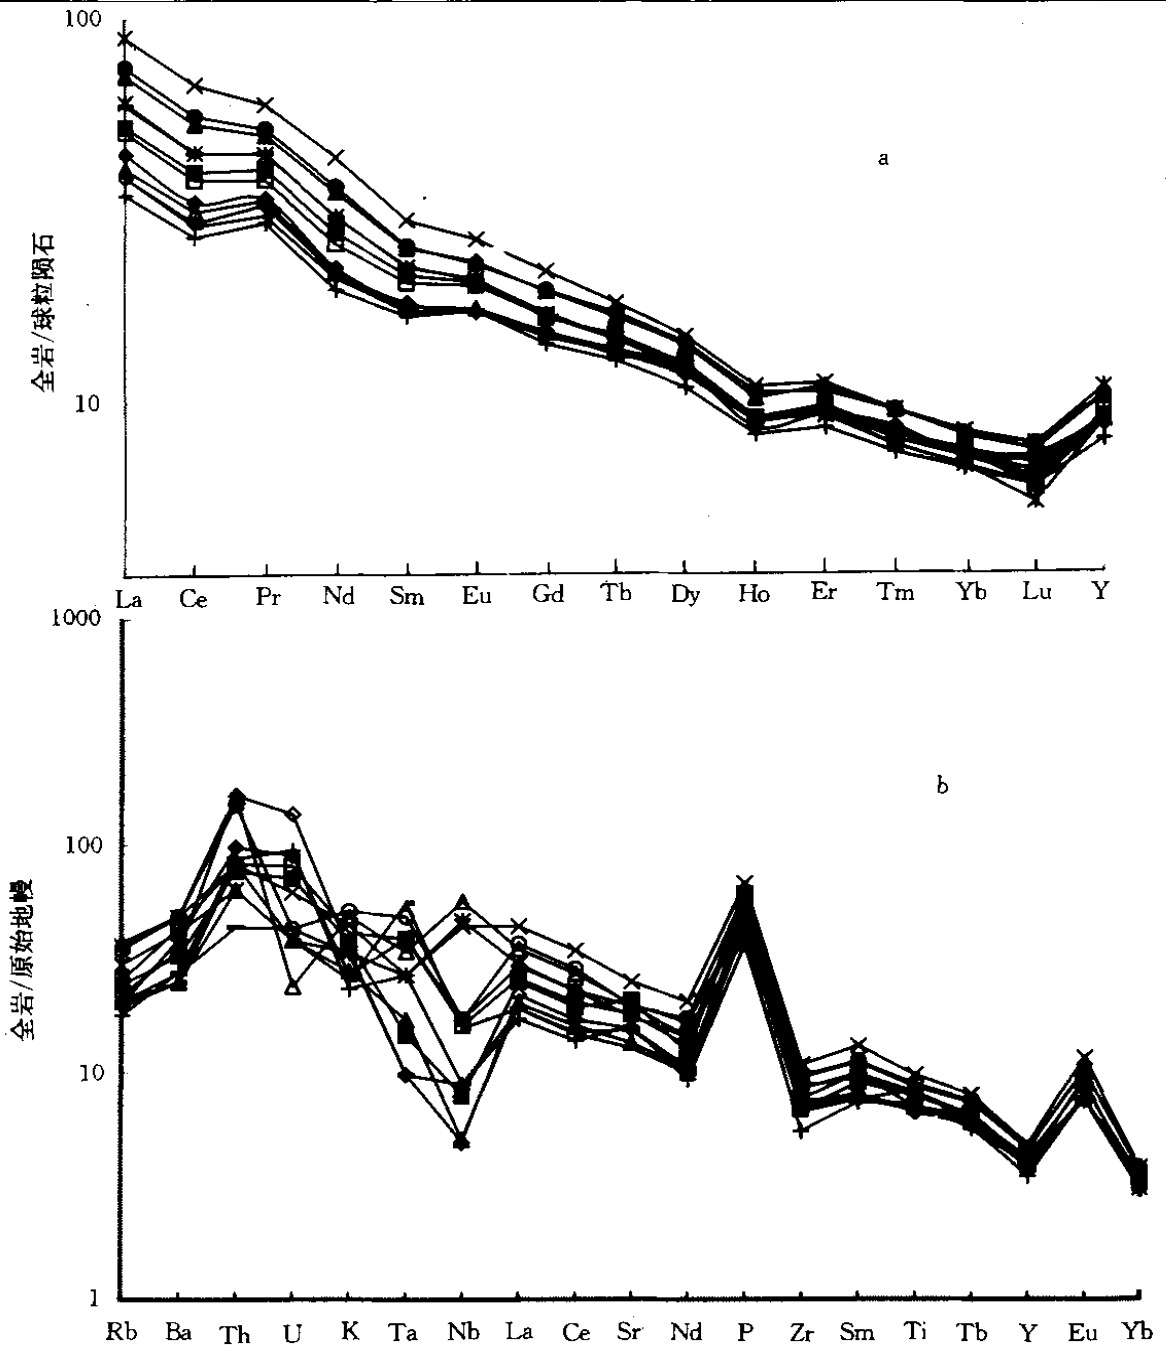 100
a
全岩/球粒陨石
10
La Ce Pr Nd Sm Eu Gd Tb Dy Ho Er Tm Yb Lu Y
1000
b
100
全岩/原始地幔
10
1
Rb Ba Th U K Ta Nb La Ce Sr Nd P Zr Sm Ti Tb Y Eu Yb